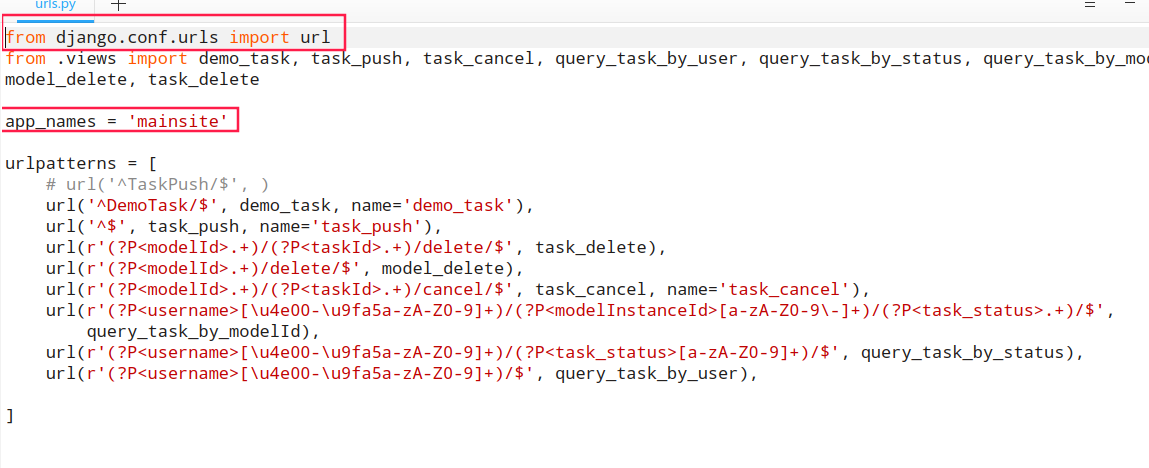 urls.py
from django.conf.urls import url
from .views import demo_task, task_push, task_cancel, query_task_by_user, query_task_by_status, query_task_by_mo
model_delete, task_delete
app_names = 'mainsite'
urlpatterns = [
# url('^TaskPush/$', )
url('^DemoTask/$', demo_task, name='demo_task'),
url('^$', task_push, name='task_push'),
url(r'(?P<modelId>.+)/(?P<taskId>.+)/delete/$', task_delete),
url(r'(?P<modelId>.+)/delete/$', model_delete),
url(r'(?P<modelId>.+)/(?P<taskId>.+)/cancel/$', task_cancel, name='task_cancel'),
url(r'(?P<username>[\u4e00-\u9fa5a-zA-Z0-9]+)/(?P<modelInstanceId>[a-zA-Z0-9\-]+)/(?P<task_status>.+)/$',
query_task_by_modelId),
url(r'(?P<username>[\u4e00-\u9fa5a-zA-Z0-9]+)/(?P<task_status>[a-zA-Z0-9]+)/$', query_task_by_status),
url(r'(?P<username>[\u4e00-\u9fa5a-zA-Z0-9]+)/$', query_task_by_user),
]